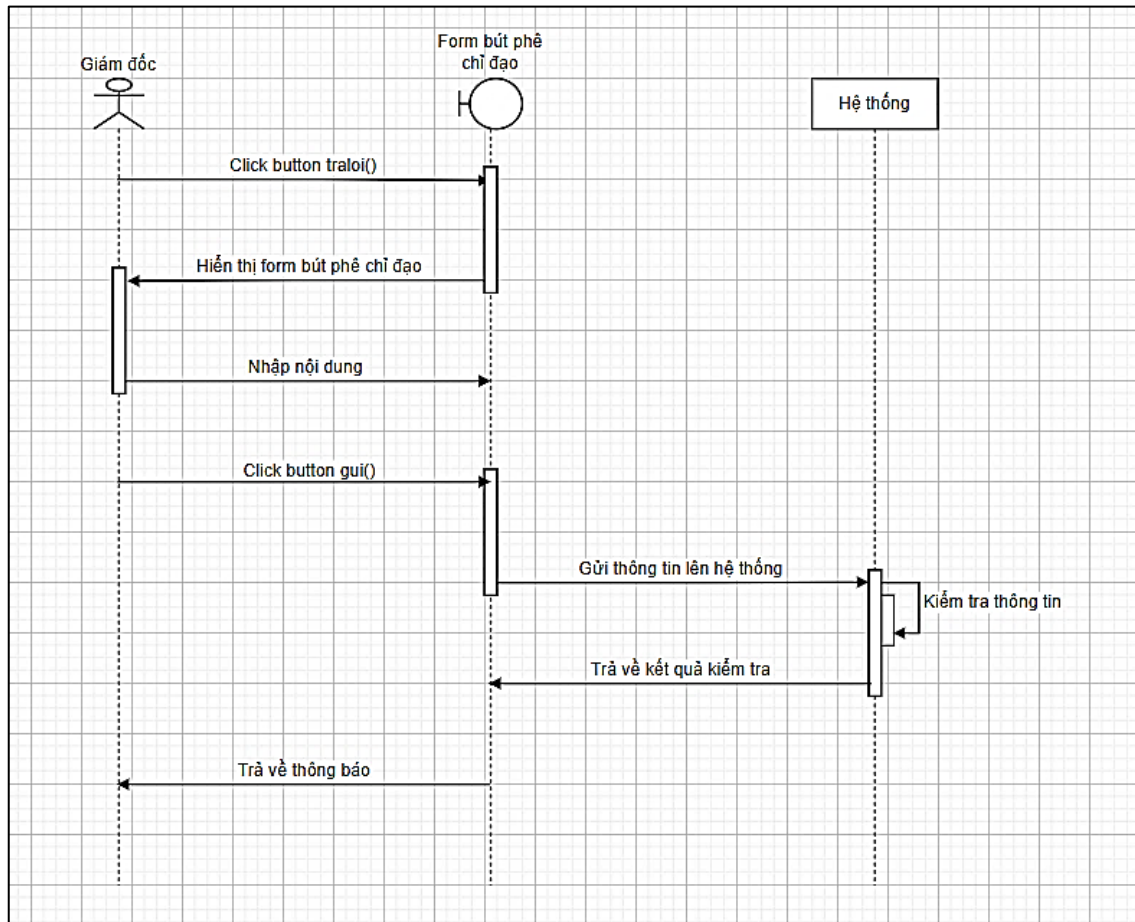 Giám đốc
Form bút phê
chỉ đạo
Hệ thống
Click button traloi()
Hiển thị form bút phê chỉ đạo
Nhập nội dung
Click button gui()
Gửi thông tin lên hệ thống
Kiểm tra thông tin
Trả về kết quả kiểm tra
Trả về thông báo